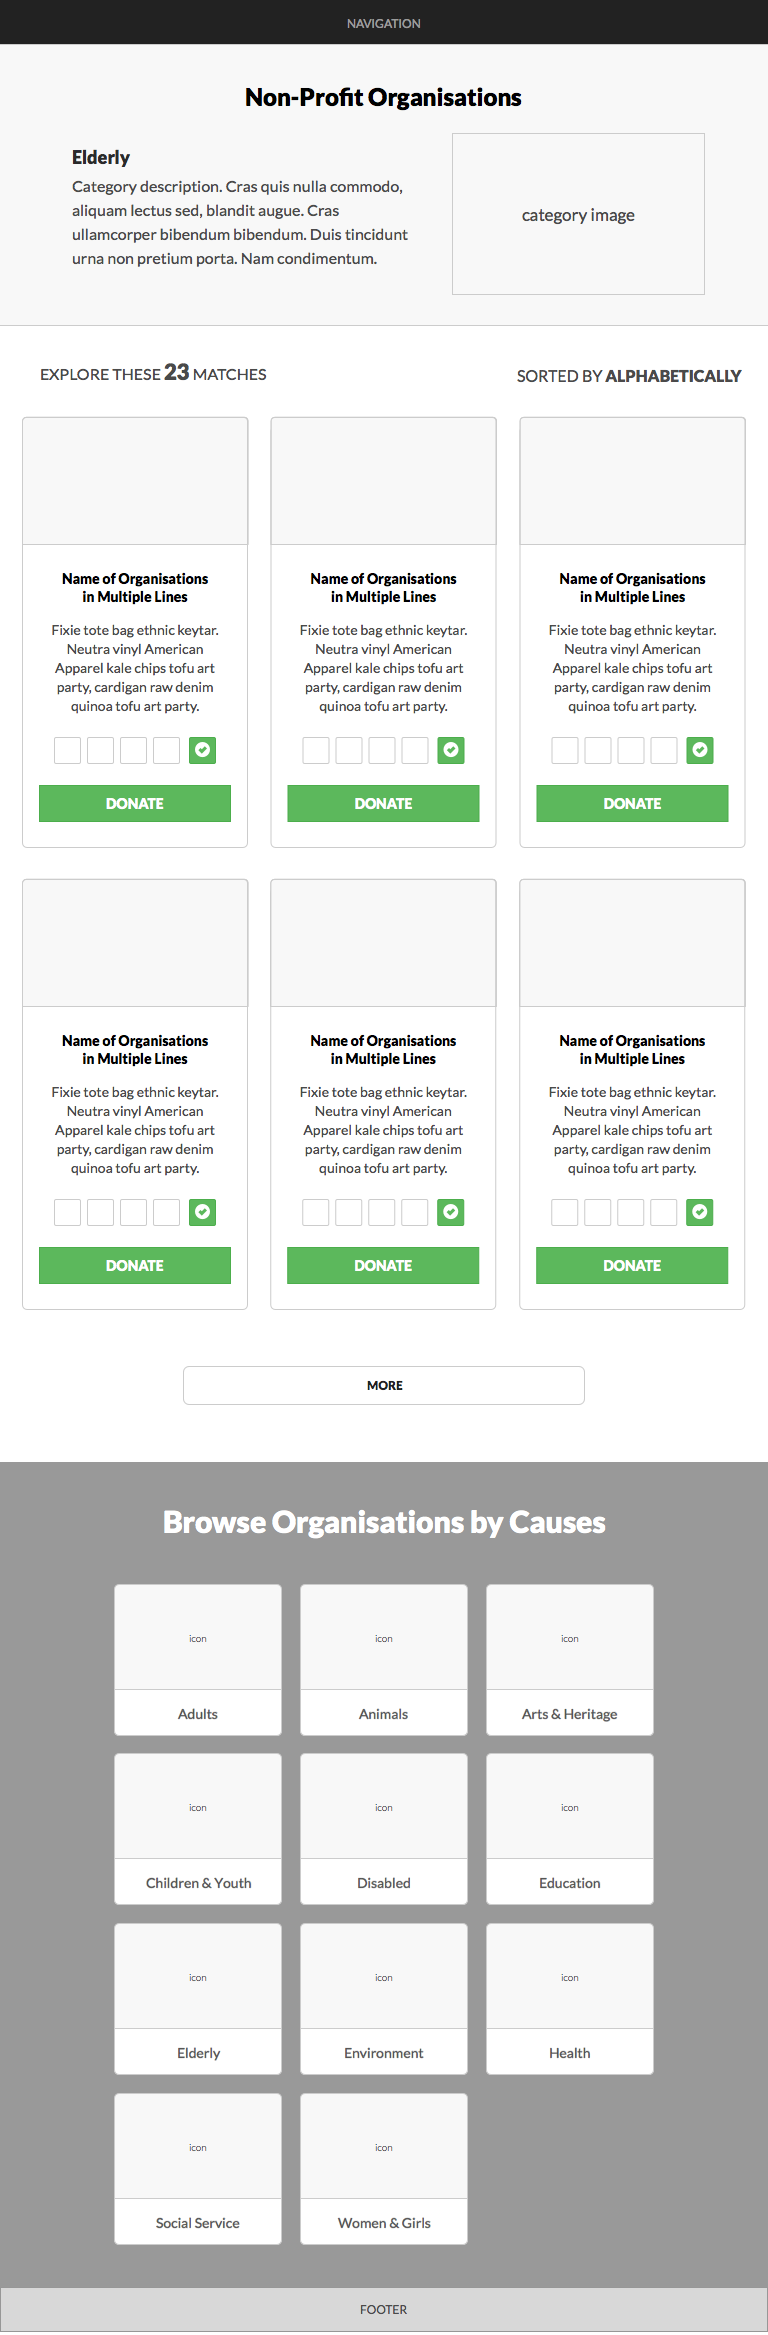 NAVIGATION
Non-Profit Organisations
Elderly
Category description. Cras quis nulla commodo,
aliquam lectus sed, blandit augue. Cras
ullamcorper bibendum bibendum. Duis tincidunt
urna non pretium porta. Nam condimentum.
category image
EXPLORE THESE 23 MATCHES
SORTED BY ALPHABETICALLY
Name of Organisations
in Multiple Lines
Fixie tote bag ethnic keytar.
Neutra vinyl American
Apparel kale chips tofu art
party, cardigan raw denim
quinoa tofu art party.
DONATE
Name of Organisations
in Multiple Lines
Fixie tote bag ethnic keytar.
Neutra vinyl American
Apparel kale chips tofu art
party, cardigan raw denim
quinoa tofu art party.
DONATE
Name of Organisations
in Multiple Lines
Fixie tote bag ethnic keytar.
Neutra vinyl American
Apparel kale chips tofu art
party, cardigan raw denim
quinoa tofu art party.
DONATE
Name of Organisations
in Multiple Lines
Fixie tote bag ethnic keytar.
Neutra vinyl American
Apparel kale chips tofu art
party, cardigan raw denim
quinoa tofu art party.
DONATE
Name of Organisations
in Multiple Lines
Fixie tote bag ethnic keytar.
Neutra vinyl American
Apparel kale chips tofu art
party, cardigan raw denim
quinoa tofu art party.
DONATE
Name of Organisations
in Multiple Lines
Fixie tote bag ethnic keytar.
Neutra vinyl American
Apparel kale chips tofu art
party, cardigan raw denim
quinoa tofu art party.
DONATE
MORE
Browse Organisations by Causes
icon
Adults
icon
Animals
icon
Arts & Heritage
icon
Children & Youth
icon
Disabled
icon
Education
icon
Elderly
icon
Environment
icon
Health
icon
Social Service
icon
Women & Girls
FOOTER